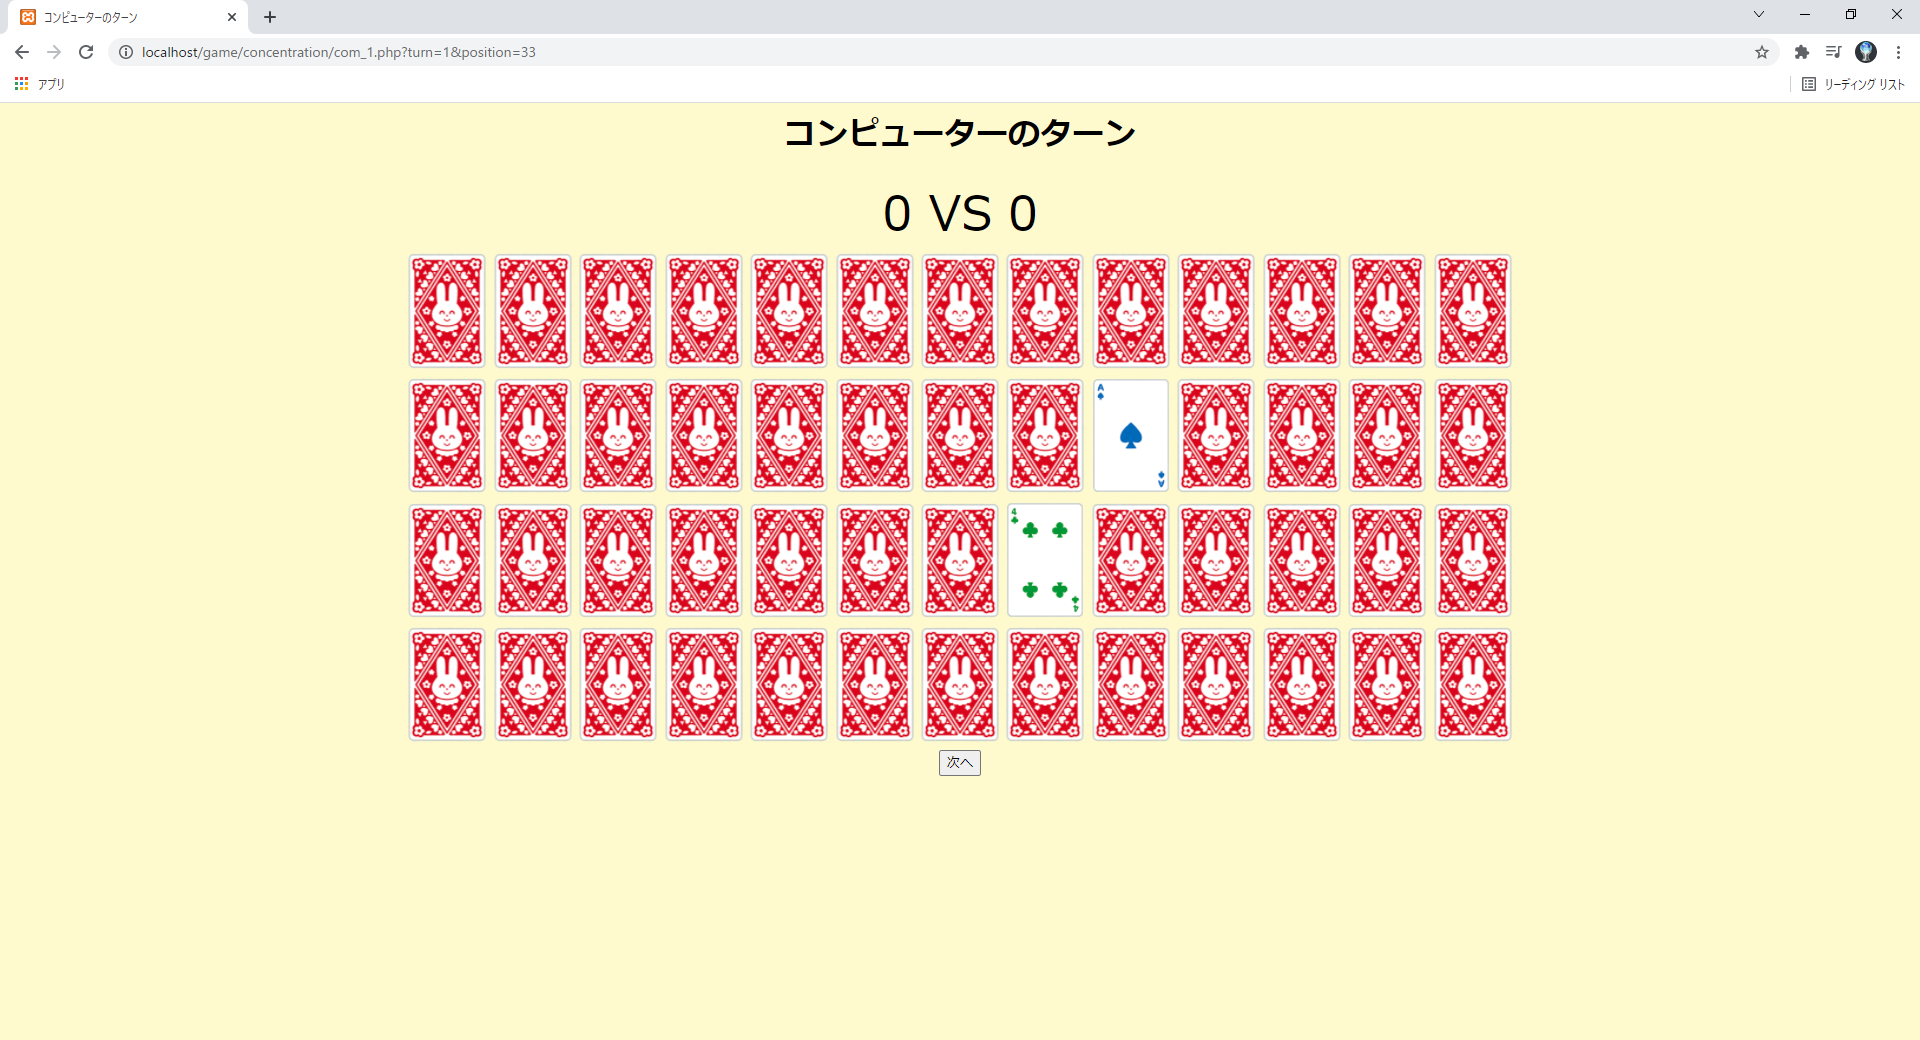 コンピューターのターン
localhost/game/concentration/com_1.php?turn=1&position=33
アプリ
リーディング リスト
コンピューターのターン
0 VS 0
A
A
4
4
次へ